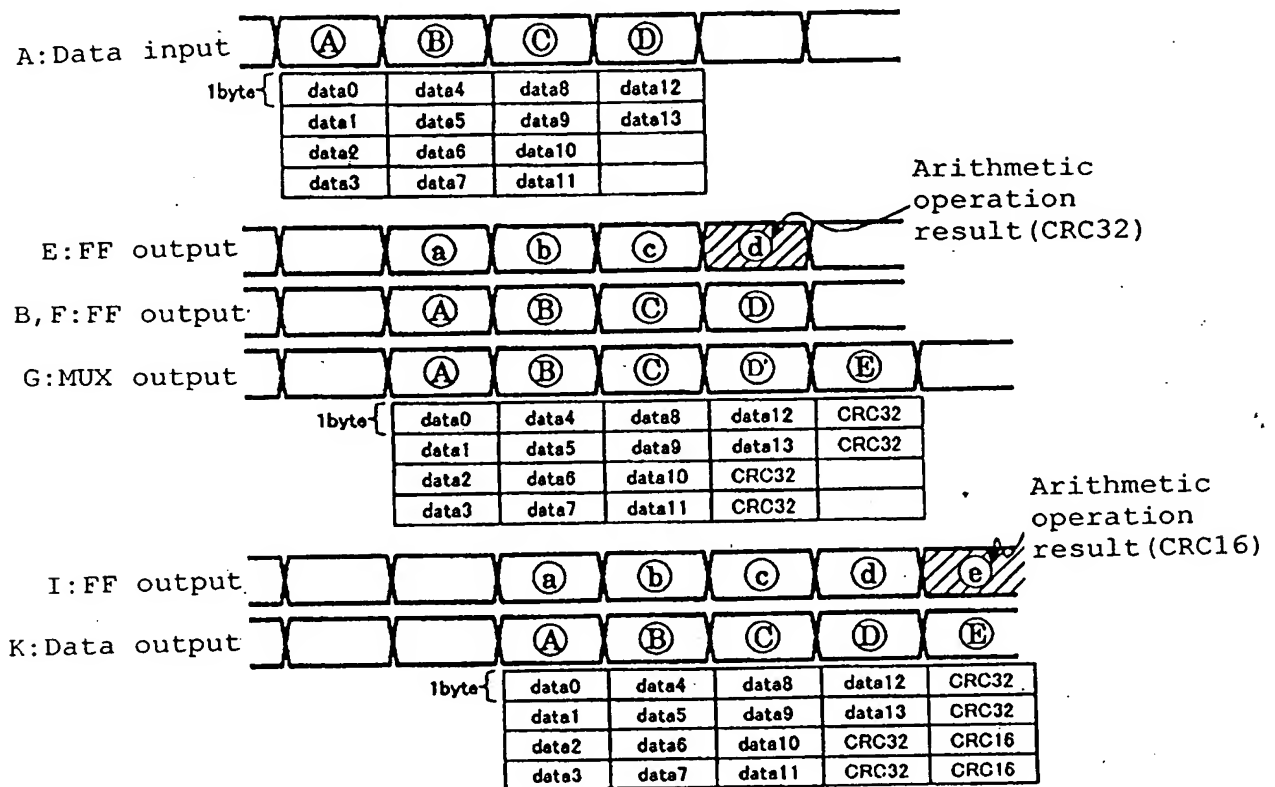 A:Data input Ⓐ Ⓑ Ⓒ Ⓓ
1byte{ data0 data4 data8 data12
data1 data5 data9 data13
data2 data6 data10
data3 data7 data11
Arithmetic
operation
result(CRC32)
E:FF output ⓐ ⓑ ⓒ ⓓ
B,F:FF output Ⓐ Ⓑ Ⓒ Ⓓ
G:MUX output Ⓐ Ⓑ Ⓒ D' Ⓔ
1byte{ data0 data4 data8 data12 CRC32
data1 data5 data9 data13 CRC32
data2 data6 data10 CRC32
data3 data7 data11 CRC32
Arithmetic
operation
result(CRC16)
I:FF output ⓐ ⓑ ⓒ ⓓ ⓔ
K:Data output Ⓐ Ⓑ Ⓒ Ⓓ Ⓔ
1byte{ data0 data4 data8 data12 CRC32
data1 data5 data9 data13 CRC32
data2 data6 data10 CRC32 CRC16
data3 data7 data11 CRC32 CRC16